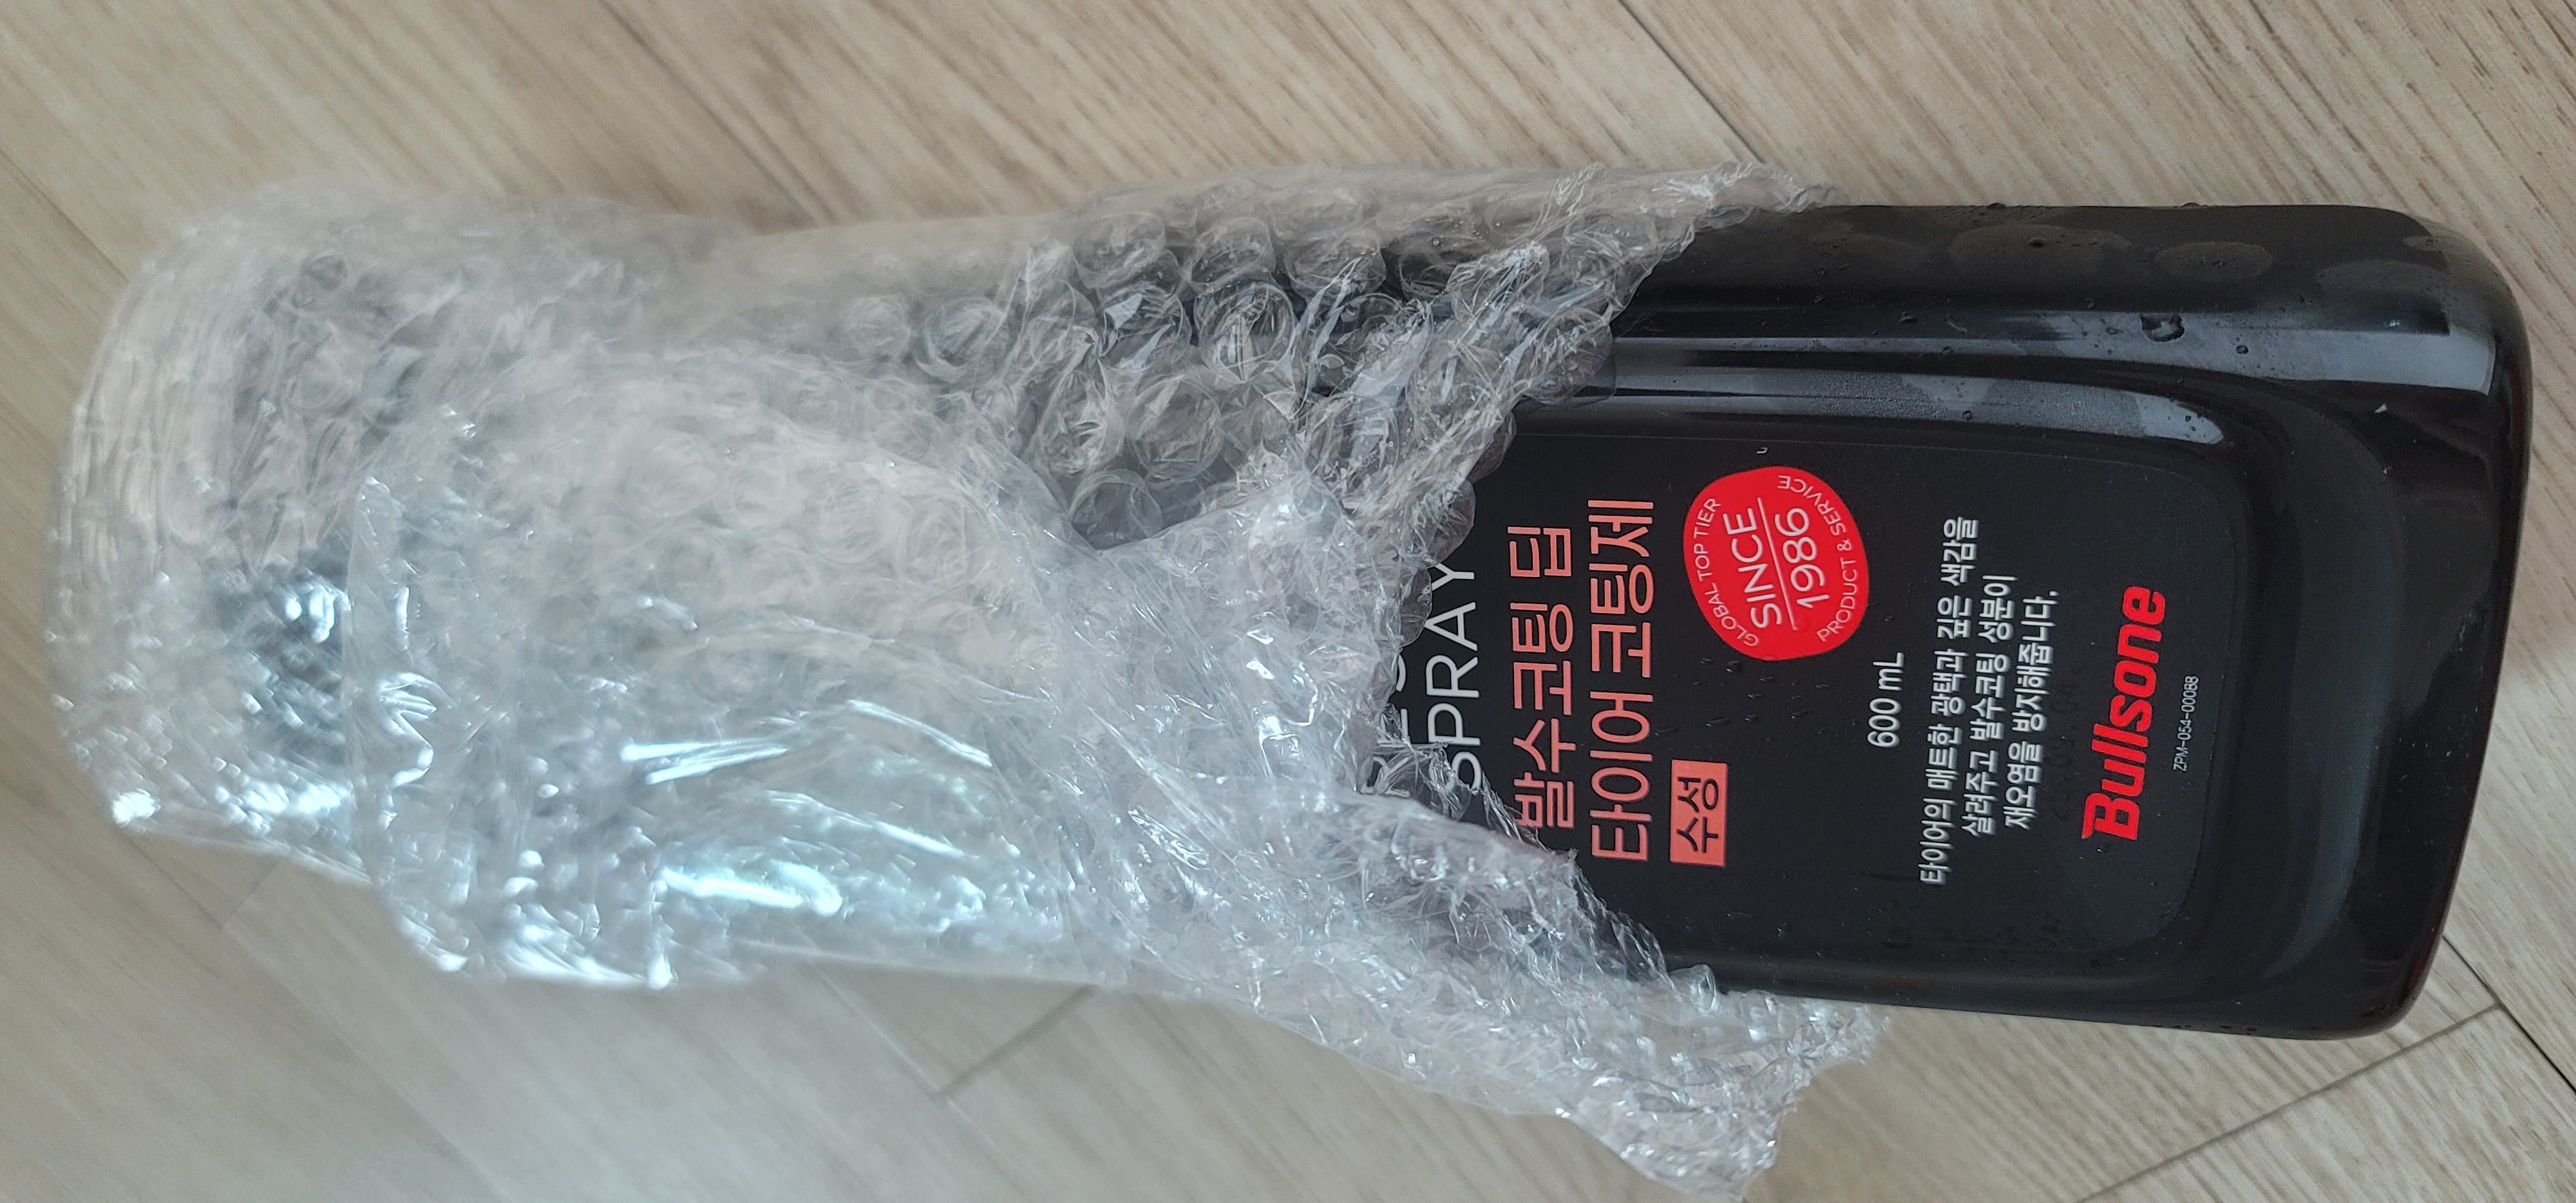 SPRAY
발수코팅 딥
타이어 코팅제
수성
GLOBAL TOP TIER
SINCE
1986
PRODUCT & SERVICE
600 mL
타이어의 매트한 광택과 깊은 색감을
살려주고 발수코팅 성분이
재오염을 방지해줍니다.
Bullsone
ZPM-054-00088